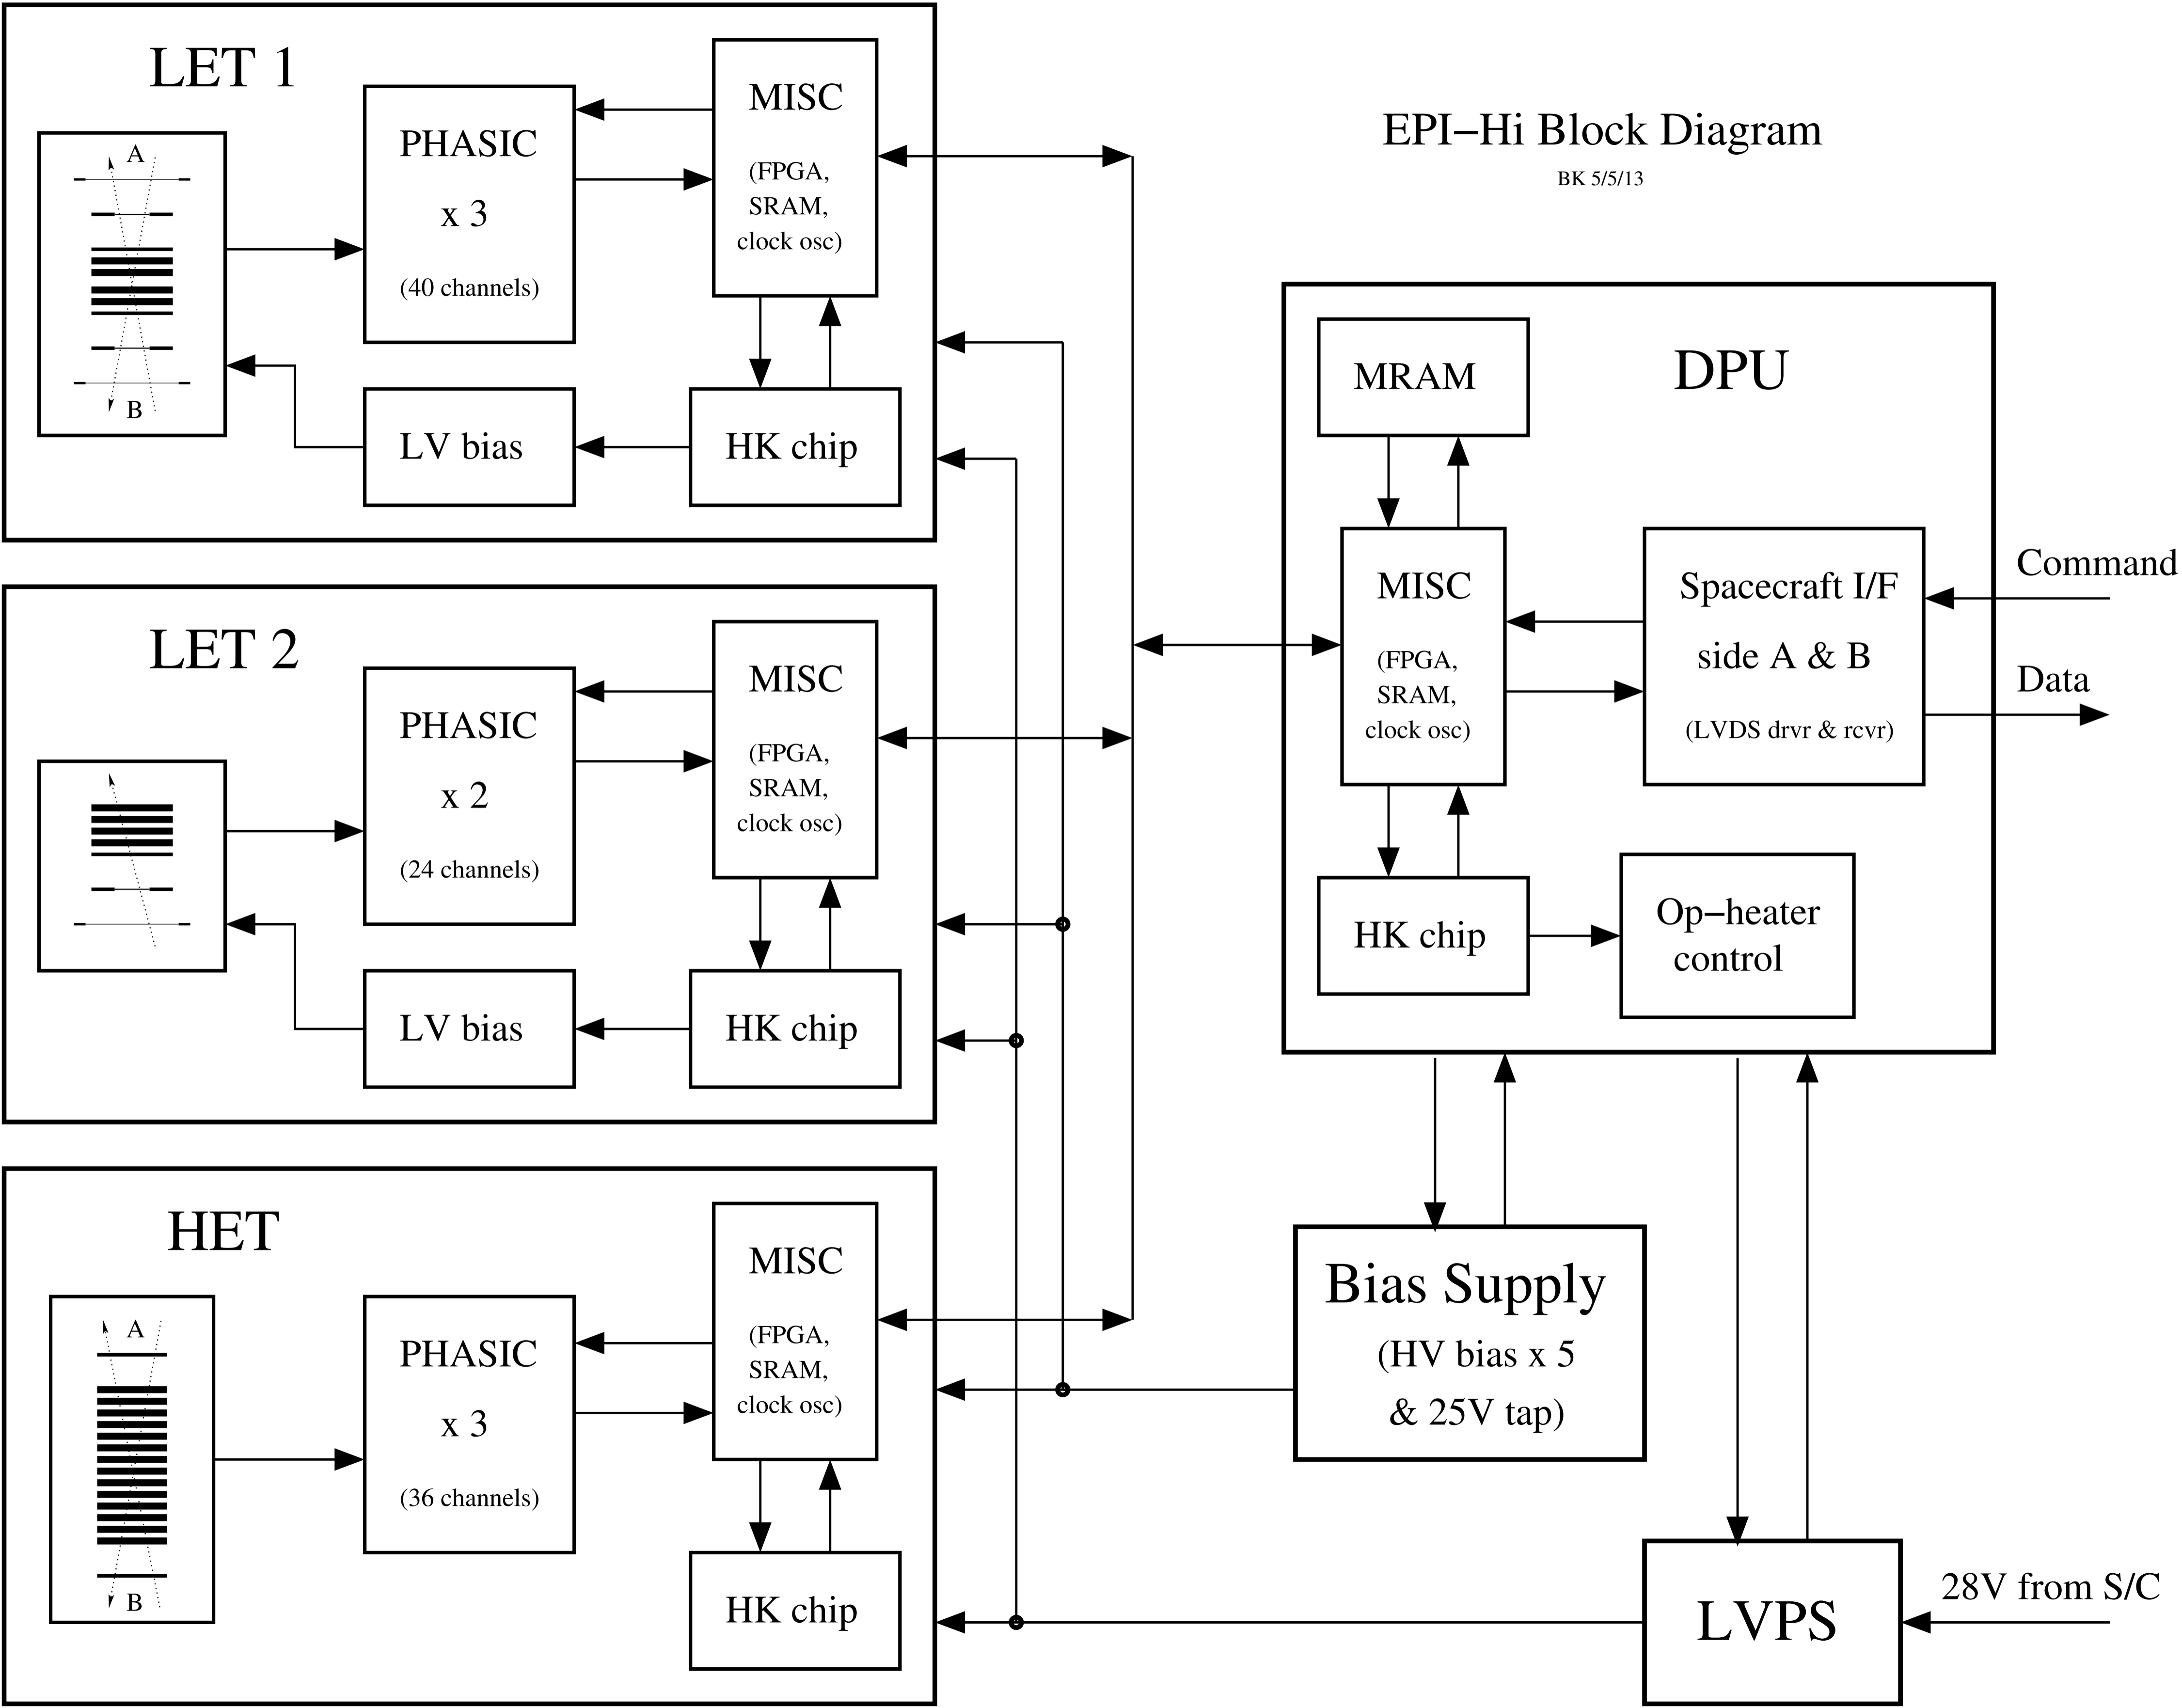 LET 1
A
B
PHASIC
x 3
(40 channels)
MISC
(FPGA,
SRAM,
clock osc)
LV bias
HK chip
LET 2
PHASIC
x 2
(24 channels)
MISC
(FPGA,
SRAM,
clock osc)
LV bias
HK chip
HET
A
B
PHASIC
x 3
(36 channels)
MISC
(FPGA,
SRAM,
clock osc)
HK chip
EPI−Hi Block Diagram
BK 5/5/13
DPU
MRAM
MISC
(FPGA,
SRAM,
clock osc)
Spacecraft I/F
side A & B
(LVDS drvr & rcvr)
Command
Data
HK chip
Op−heater
control
Bias Supply
(HV bias x 5
& 25V tap)
LVPS
28V from S/C